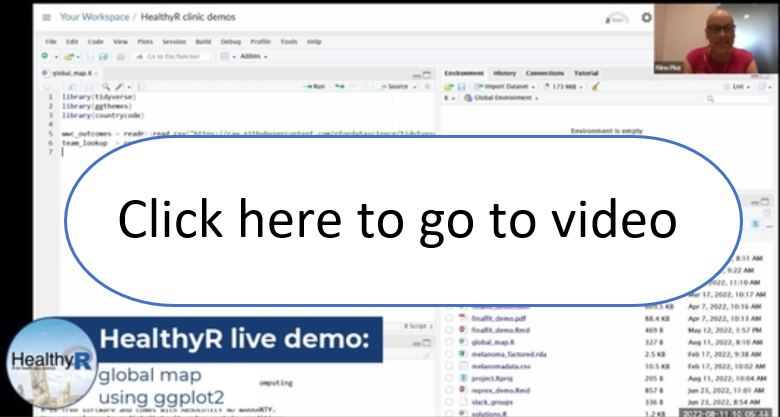 Your Workspace / HealthyR clinic demos
File Edit Code View Plots Session Build Debug Profile Tools Help
Go to file/function
Addins
global_map.R
Run
Source
1 library(tidyverse)
2 library(ggthemes)
3 library(countrycode)
4
5 wwc_outcomes = readr::read_csv("https://raw.githubusercontent.com/rfordatascience/tidytues
6 team_lookup =
7
Environment History Connections Tutorial
Import Dataset
173 MiB
List
R
Global Environment
Environment is empty
Click here to go to video
8:11 AM
9:22 AM
2022, 11:10 AM
Mar 17, 2022, 10:17 AM
Apr 7, 2022, 10:16 AM
finalfit_demo.pdf 88.4 KB Apr 7, 2022, 10:13 AM
finalfit_demo.Rmd 469 B May 12, 2022, 1:57 PM
global_map.R 327 B Aug 11, 2022, 8:10 AM
melanoma_factored.rda 2.5 KB Feb 17, 2022, 9:38 AM
melanomadata.csv 10.5 KB Feb 17, 2022, 10:02 AM
project.Rproj 205 B Aug 11, 2022, 10:04 AM
reprex_demo.Rmd 857 B Jun 23, 2022, 11:01 AM
slack_groups 336 B Jun 23, 2022, 8:54 AM
solutions.R 1.2 KB
R Script
HealthyR
HealthyR live demo:
global map
using ggplot2
omputing
R is free software and comes with ABSOLUTELY NO WARRANTY.